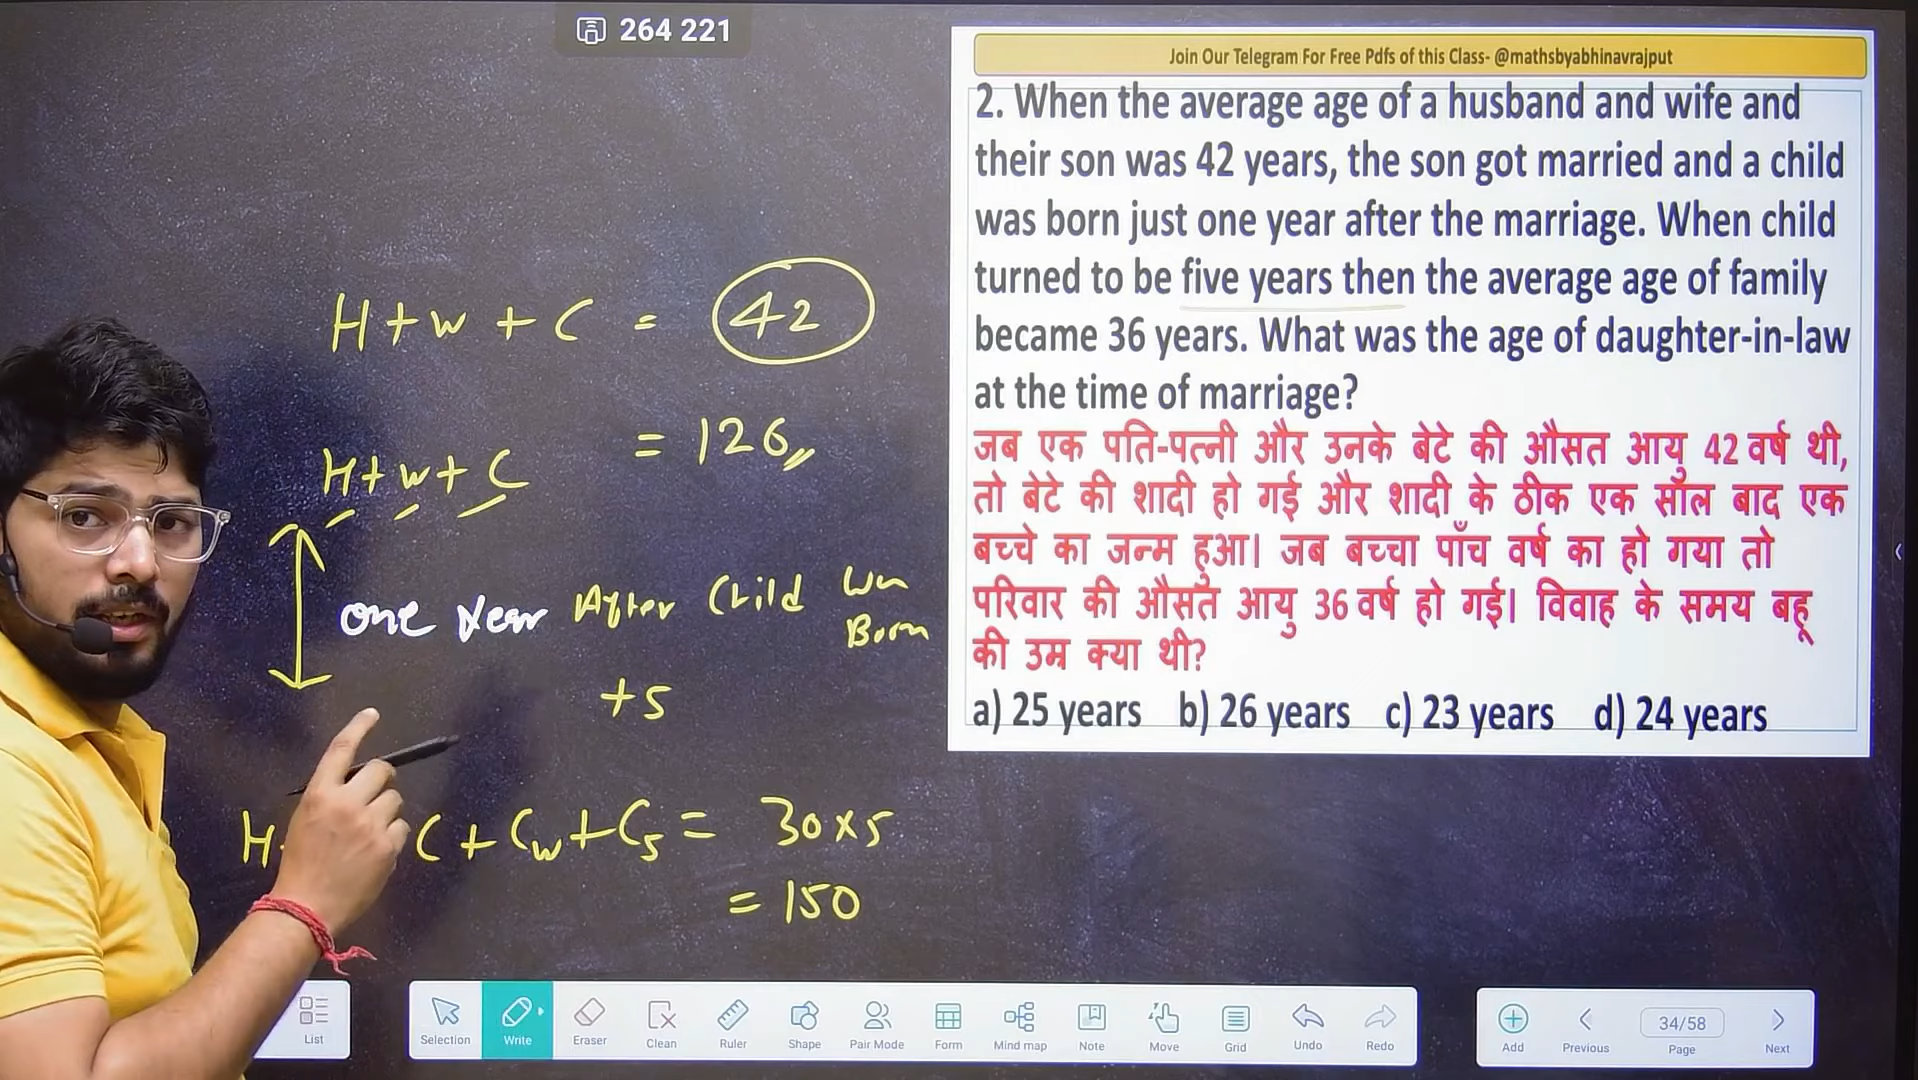 264 221
Join Our Telegram For Free Pdfs of this Class- @mathsbyabhinavrajput
2. When the average age of a husband and wife and
their son was 42 years, the son got married and a child
was born just one year after the marriage. When child
turned to be five years then the average age of family
became 36 years. What was the age of daughter-in-law
at the time of marriage?
जब एक पति-पत्नी और उनके बेटे की औसत आयु 42 वर्ष थी,
तो बेटे की शादी हो गई और शादी के ठीक एक साल बाद एक
बच्चे का जन्म हुआ। जब बच्चा पाँच वर्ष का हो गया तो
परिवार की औसत आयु 36 वर्ष हो गई। विवाह के समय बहू
की उम्र क्या थी?
a) 25 years b) 26 years c) 23 years d) 24 years
H+W+C = 42
= 126
H+W+C
one Year After Child
Born
+5
H C+Cw+C5 = 30×5
= 150
List
Selection
Write
Eraser
Clean
Ruler
Shape
Pair Mode
Form
Mind map
Note
Move
Grid
Undo
Redo
Add
Previous
34/58
Page
Next